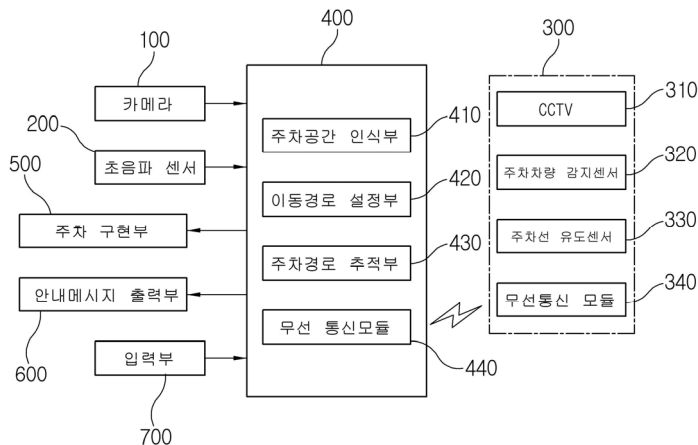 400
100
300
카메라
310
CCTV
200
410
주차공간 인식부
초음파 센서
320
주차차량 감지센서
500
420
이동경로 설정부
주차 구현부
330
주차선 유도센서
430
주차경로 추적부
안내메시지 출력부
340
무선통신 모듈
600
무선 통신모듈
입력부
440
700